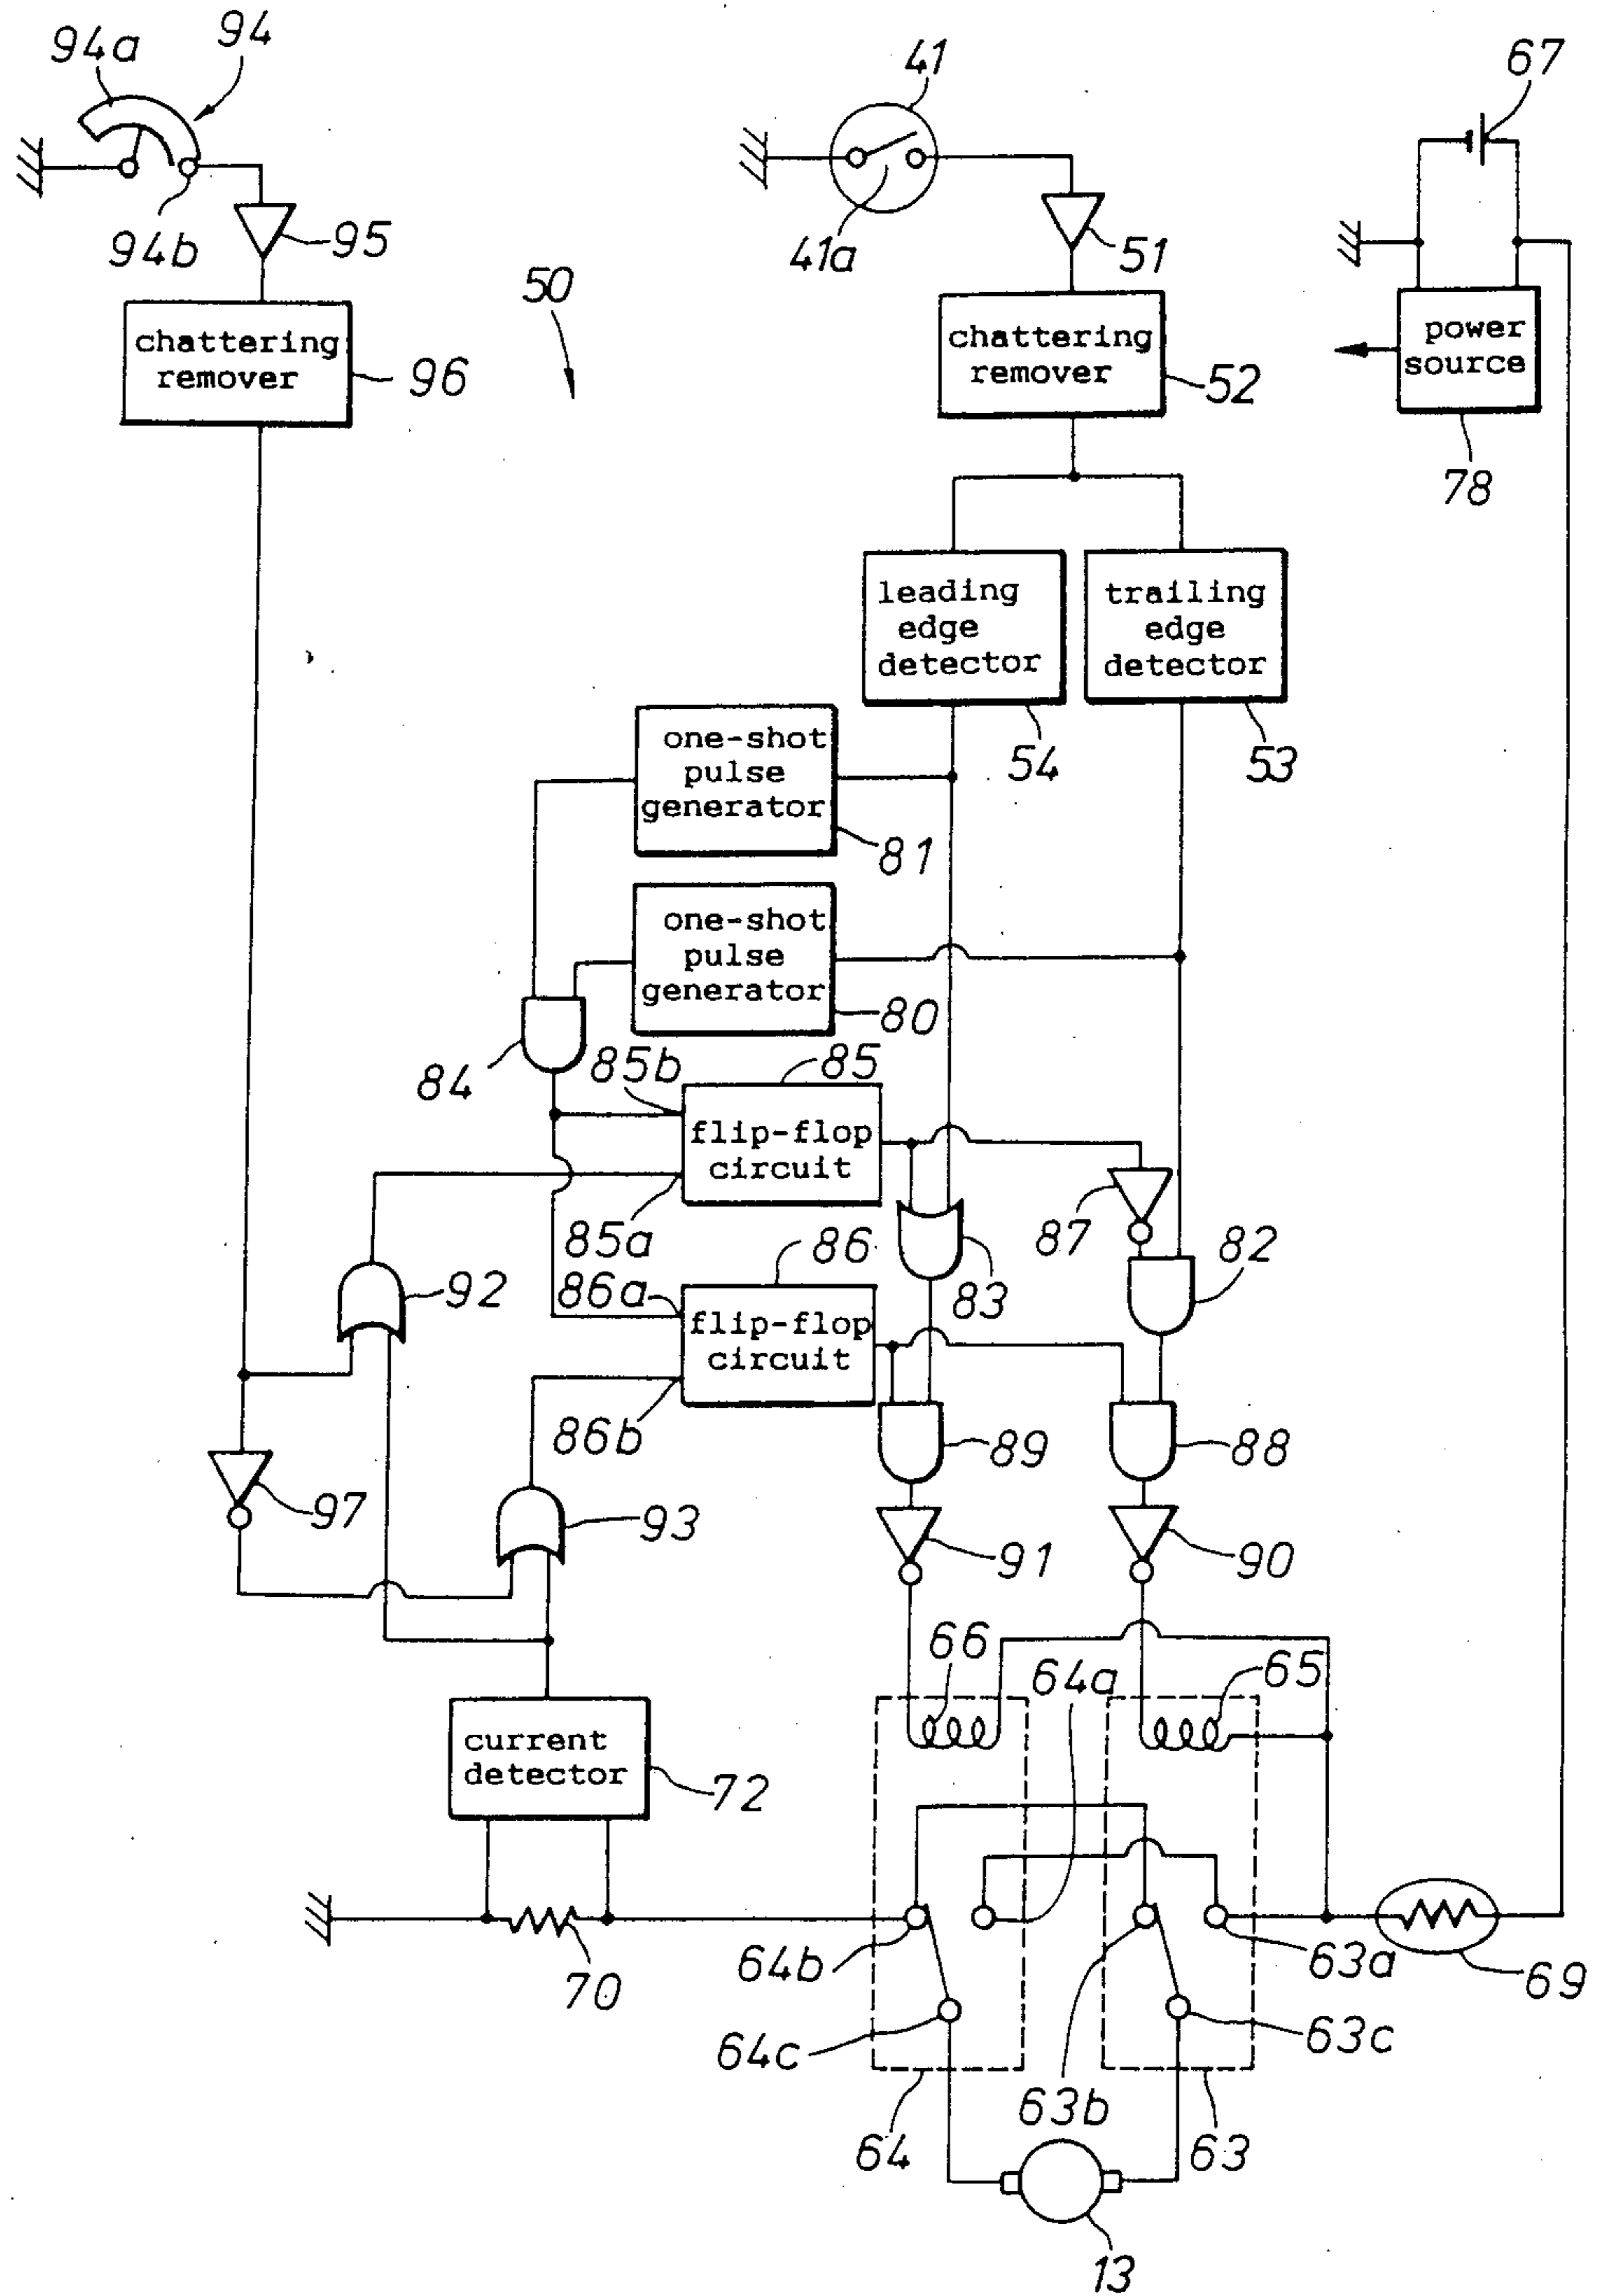 94a
94
41
67
94b
95
41a
51
50
chattering
remover
96
chattering
remover
52
power
source
78
leading
edge
detector
54
trailing
edge
detector
53
one-shot
pulse
generator
81
one-shot
pulse
generator
80
84
85b
85
flip-flop
circuit
85a
87
82
83
92
86
86a
flip-flop
circuit
86b
89
88
97
93
91
90
66
64a
65
current
detector
72
70
64b
63a
69
64c
63c
63b
64
63
13